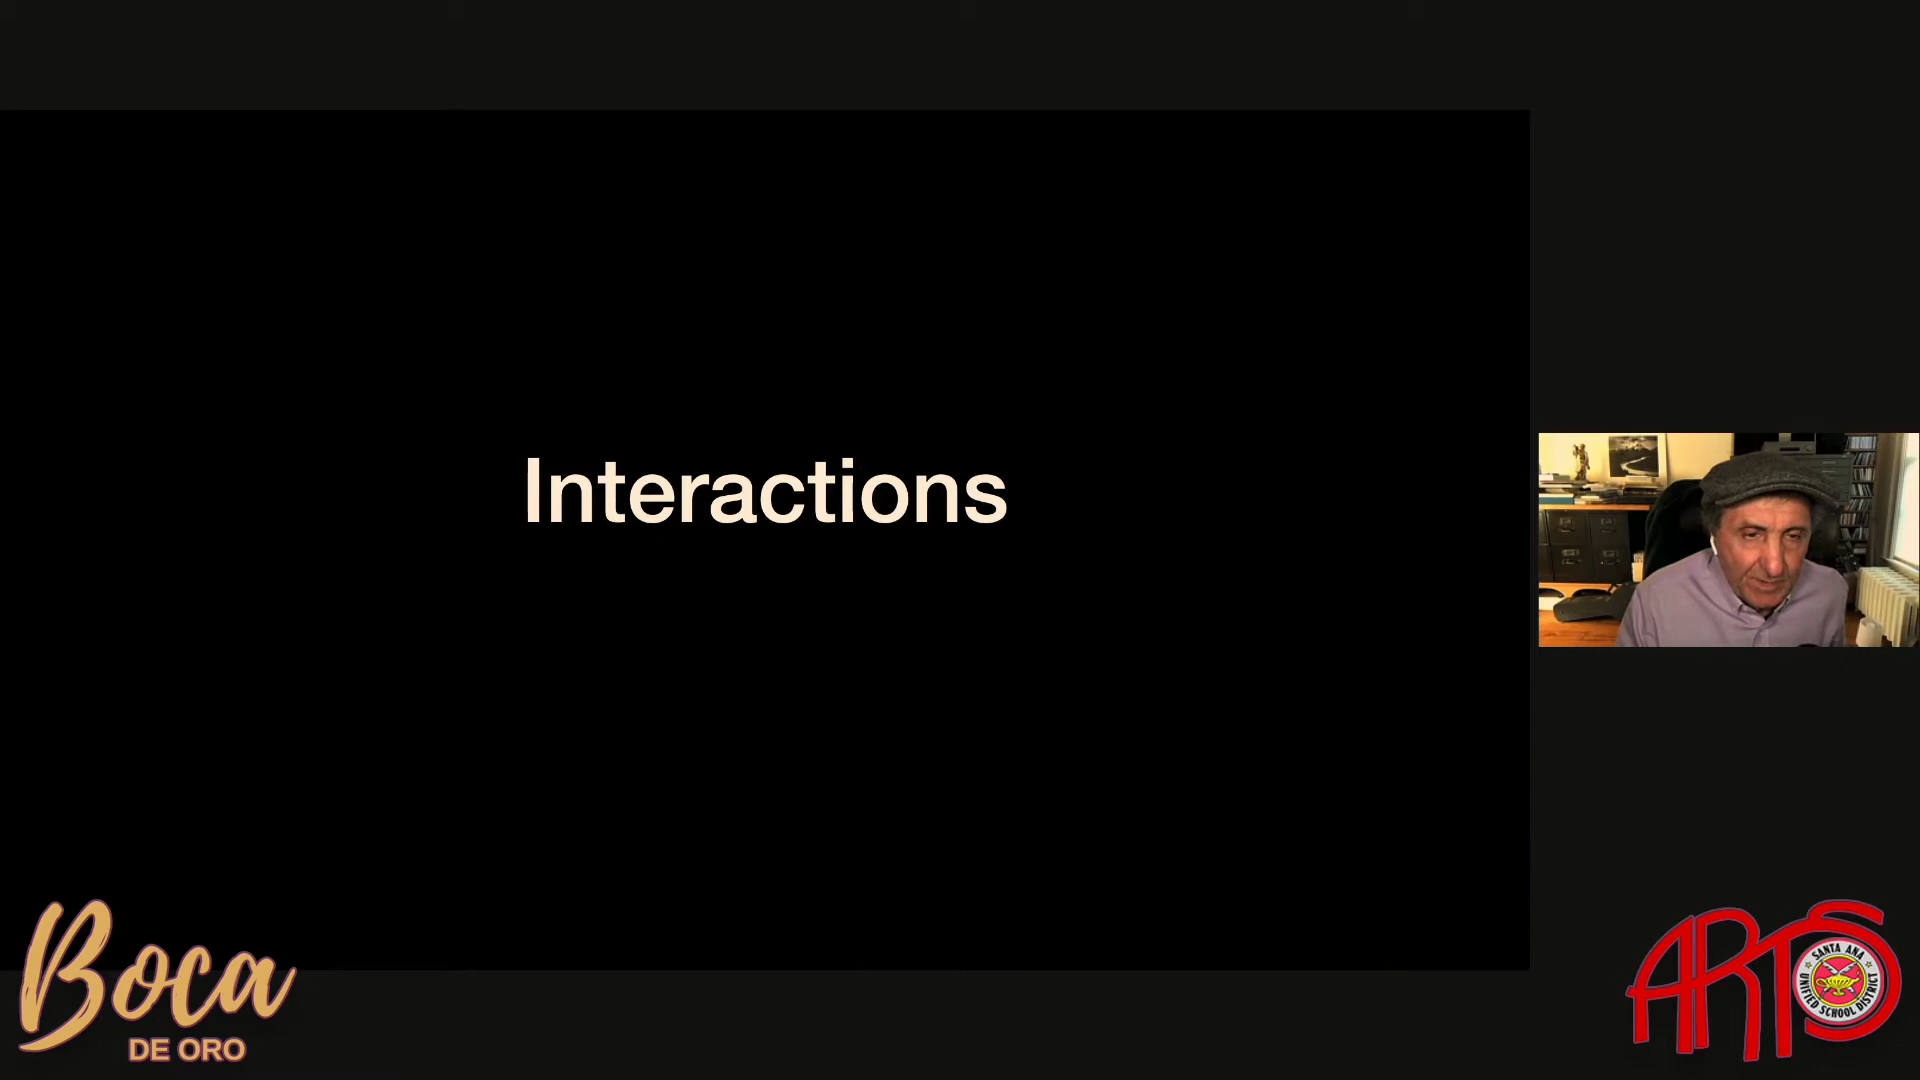 Interactions
Boca
DE ORO
ARTS
SANTA ANA
UNIFIED SCHOOL DISTRICT